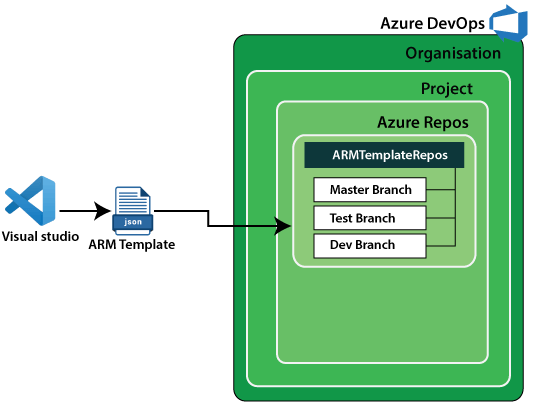 Azure DevOps
Organisation
Project
Azure Repos
ARMTemplateRepos
Master Branch
Test Branch
Dev Branch
Visual studio
json
ARM Template